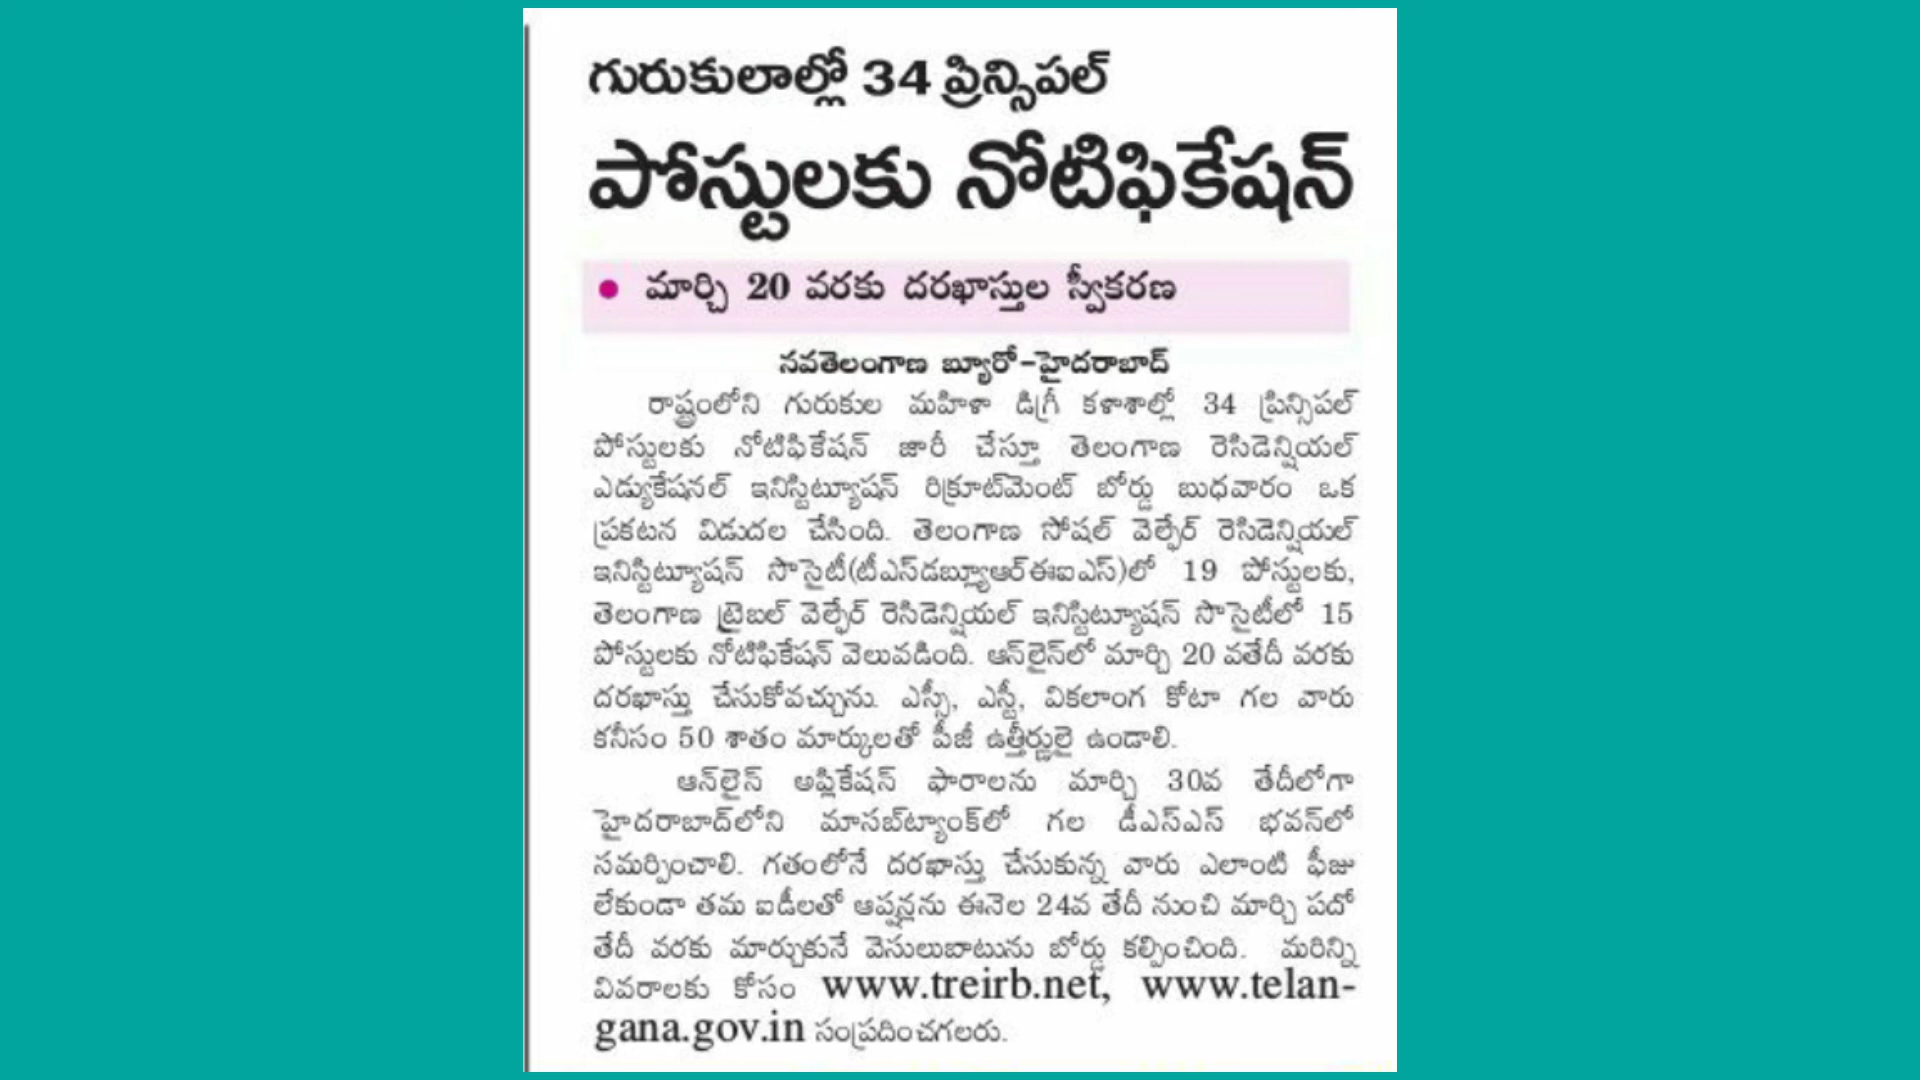 గురుకులాల్లో 34 ప్రిన్సిపల్
పోస్టులకు నోటిఫికేషన్
● మార్చి 20 వరకు దరఖాస్తుల స్వీకరణ
నవతెలంగాణ బ్యూరో-హైదరాబాద్
రాష్ట్రంలోని గురుకుల మహిళా డిగ్రీ కళాశాల్లో 34 ప్రిన్సిపల్
పోస్టులకు నోటిఫికేషన్ జారీ చేస్తూ తెలంగాణ రెసిడెన్షియల్
ఎడ్యుకేషనల్ ఇనిస్టిట్యూషన్ రిక్రూట్‌మెంట్ బోర్డు బుధవారం ఒక
ప్రకటన విడుదల చేసింది. తెలంగాణ సోషల్ వెల్ఫేర్ రెసిడెన్షియల్
ఇనిస్టిట్యూషన్ సొసైటీ(టీఎస్‌డబ్ల్యూఆర్‌ఈఐఎస్)లో 19 పోస్టులకు,
తెలంగాణ ట్రైబల్ వెల్ఫేర్ రెసిడెన్షియల్ ఇనిస్టిట్యూషన్ సొసైటీలో 15
పోస్టులకు నోటిఫికేషన్ వెలువడింది. ఆన్‌లైన్‌లో మార్చి 20 వతేదీ వరకు
దరఖాస్తు చేసుకోవచ్చును. ఎస్సీ, ఎస్టీ, వికలాంగ కోటా గల వారు
కనీసం 50 శాతం మార్కులతో పీజీ ఉత్తీర్ణులై ఉండాలి.
ఆన్‌లైన్ అప్లికేషన్ ఫారాలను మార్చి 30వ తేదీలోగా
హైదరాబాద్‌లోని మాసబ్‌ట్యాంక్‌లో గల డీఎస్ఎస్ భవన్‌లో
సమర్పించాలి. గతంలోనే దరఖాస్తు చేసుకున్న వారు ఎలాంటి ఫీజు
లేకుండా తమ ఐడీలతో ఆప్షన్లను ఈనెల 24వ తేదీ నుంచి మార్చి పదో
తేదీ వరకు మార్చుకునే వెసులుబాటును బోర్డు కల్పించింది. మరిన్ని
వివరాలకు కోసం www.treirb.net, www.telan-
gana.gov.in సంప్రదించగలరు.